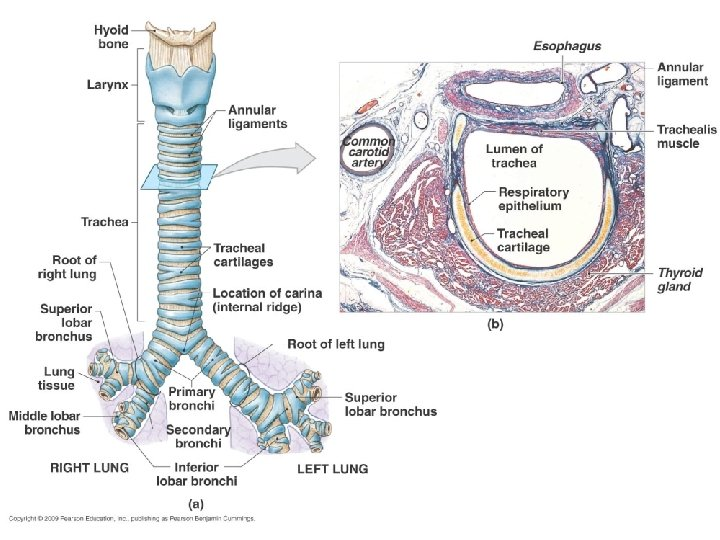 Hyoid
bone
Larynx
Annular
ligaments
Trachea
Tracheal
cartilages
Root of
right lung
Location of carina
(internal ridge)
Superior
lobar
bronchus
Root of left lung
Lung
tissue
Primary
bronchi
Superior
lobar bronchus
Middle lobar
bronchus
Secondary
bronchi
RIGHT LUNG
Inferior
lobar bronchi
LEFT LUNG
(a)
Esophagus
Annular
ligament
Trachealis
muscle
Common
carotid
artery
Lumen of
trachea
Respiratory
epithelium
Tracheal
cartilage
Thyroid
gland
(b)
Copyright © 2009 Pearson Education, Inc., publishing as Pearson Benjamin Cummings.